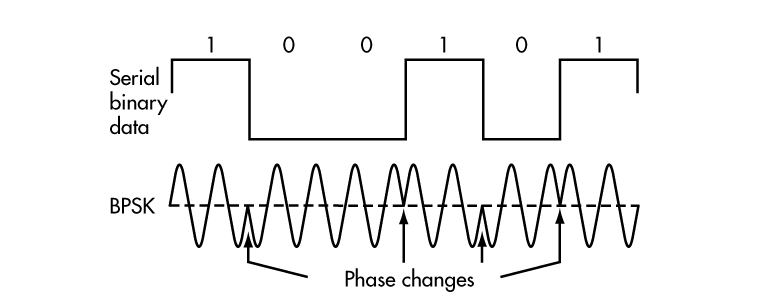 1 0 0 1 0 1
Serial
binary
data
BPSK
Phase changes